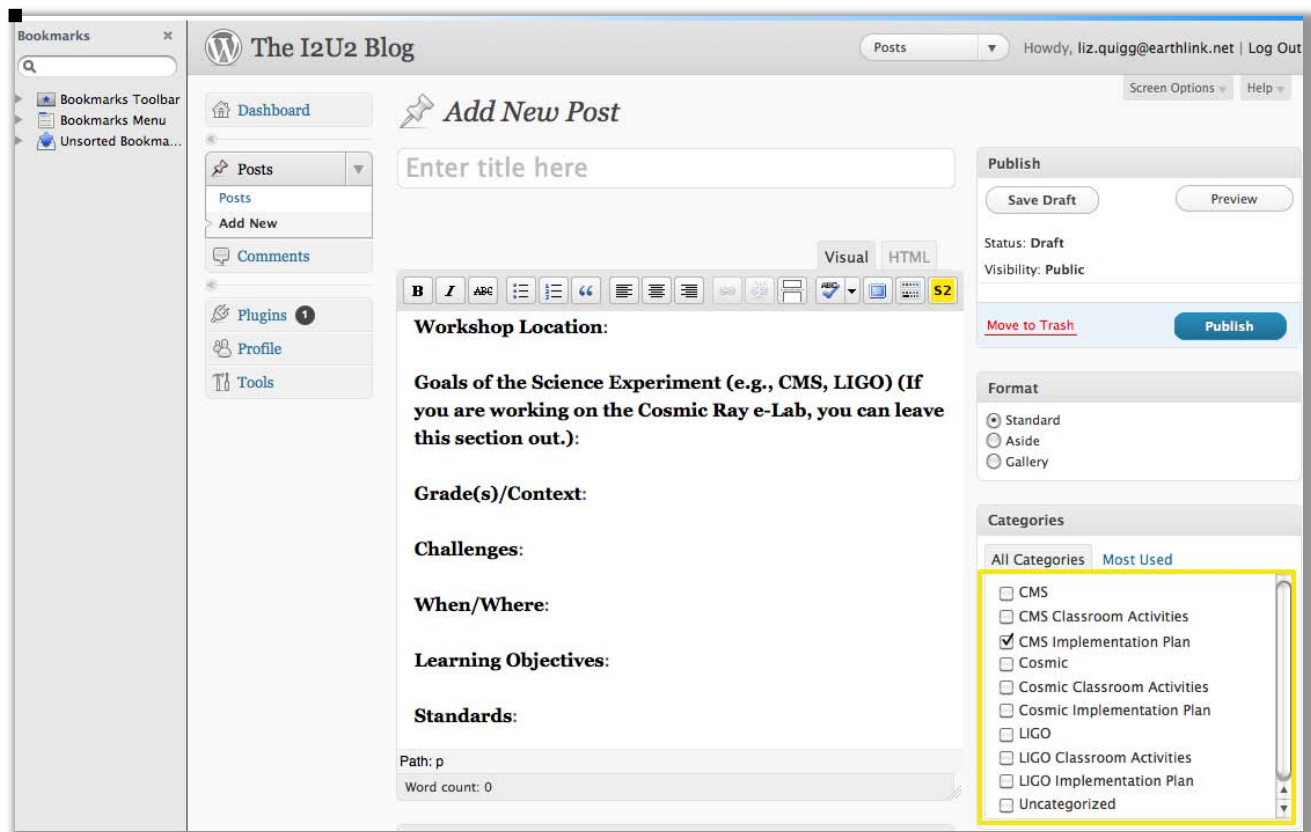 Bookmarks
Bookmarks Toolbar
Bookmarks Menu
Unsorted Bookma...
The I2U2 Blog
Posts
Howdy, liz.quigg@earthlink.net | Log Out
Screen Options
Help
Dashboard
Posts
Posts
Add New
Comments
Plugins 1
Profile
Tools
Add New Post
Enter title here
Visual HTML
B I ABC ABC S2
Workshop Location:
Goals of the Science Experiment (e.g., CMS, LIGO) (If
you are working on the Cosmic Ray e-Lab, you can leave
this section out.):
Grade(s)/Context:
Challenges:
When/Where:
Learning Objectives:
Standards:
Path: p
Word count: 0
Publish
Save Draft Preview
Status: Draft
Visibility: Public
Move to Trash Publish
Format
Standard
Aside
Gallery
Categories
All Categories Most Used
CMS
CMS Classroom Activities
CMS Implementation Plan
Cosmic
Cosmic Classroom Activities
Cosmic Implementation Plan
LIGO
LIGO Classroom Activities
LIGO Implementation Plan
Uncategorized